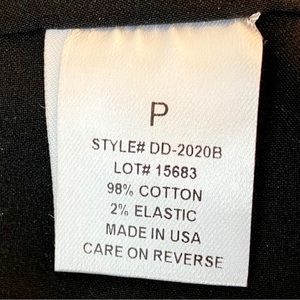 P
STYLE# DD-2020B
LOT# 15683
98% COTTON
2% ELASTIC
MADE IN USA
CARE ON REVERSE